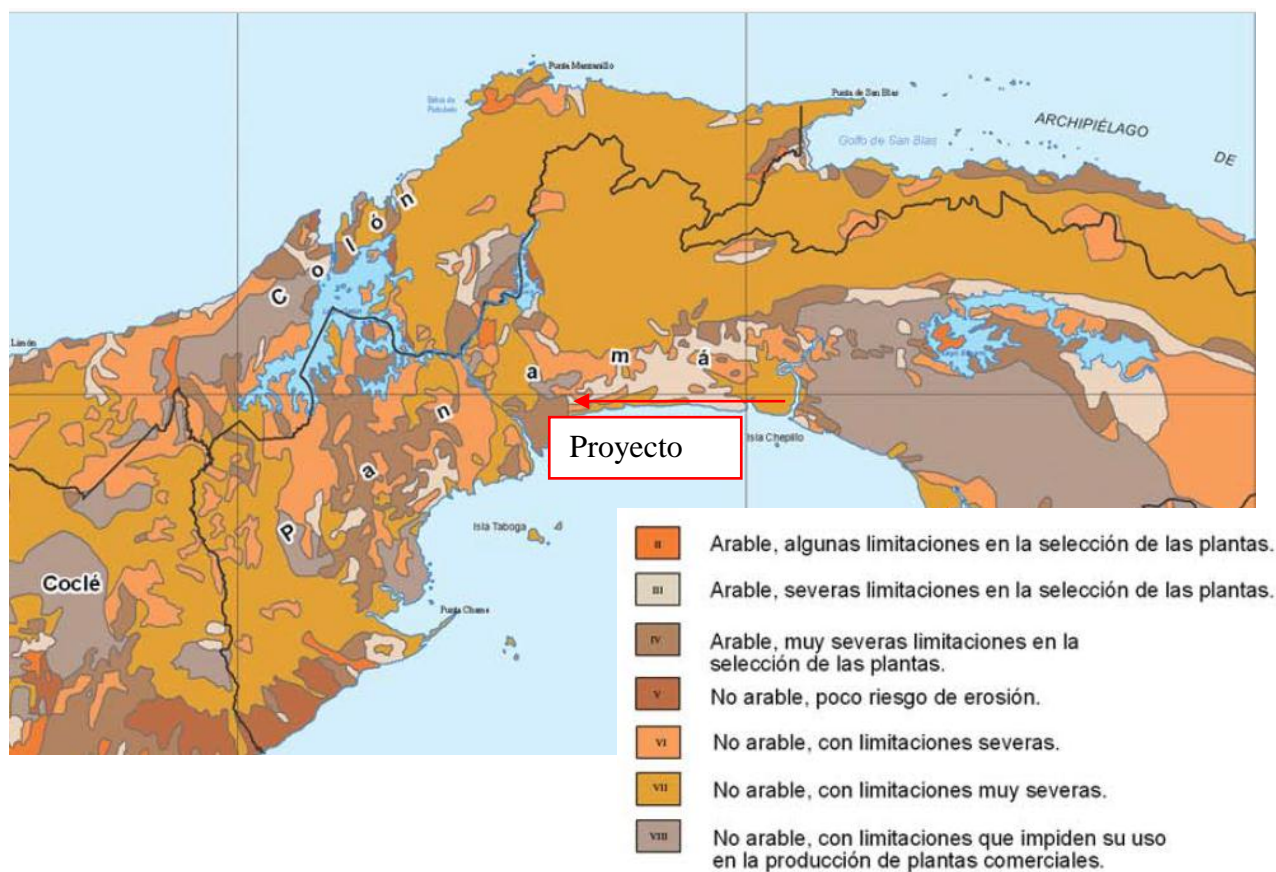 Punta Manzanillo
Punta de San Blas
ARCHIPIÉLAGO
DE
Golfo de San Blas
Colón
Limón
Panamá
Proyecto
Isla Chepillo
Isla Taboga
Coclé
Punta Chame
II Arable, algunas limitaciones en la selección de las plantas.
III Arable, severas limitaciones en la selección de las plantas.
IV Arable, muy severas limitaciones en la
selección de las plantas.
V No arable, poco riesgo de erosión.
VI No arable, con limitaciones severas.
VII No arable, con limitaciones muy severas.
VIII No arable, con limitaciones que impiden su uso
en la producción de plantas comerciales.